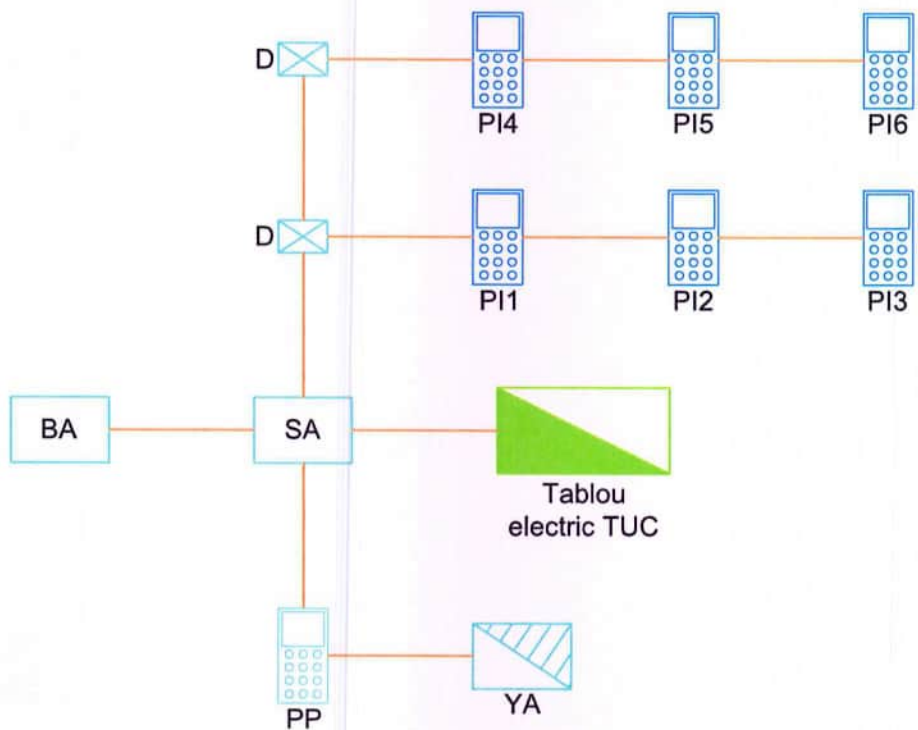 D
PI4
PI5
PI6
D
PI1
PI2
PI3
BA
SA
Tablou
electric TUC
PP
YA